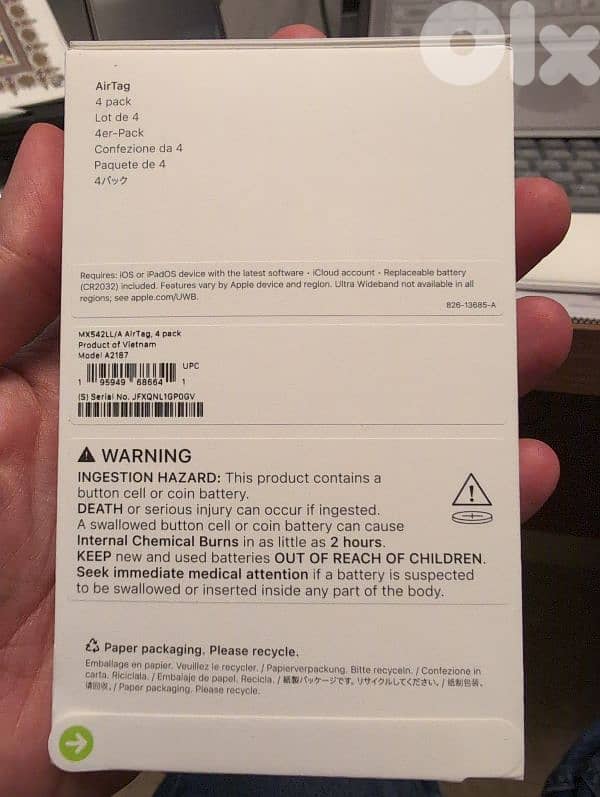 olx
AirTag
4 pack
Lot de 4
4er-Pack
Confezione da 4
Paquete de 4
4パック
Requires: iOS or iPadOS device with the latest software • iCloud account • Replaceable battery
(CR2032) included. Features vary by Apple device and region. Ultra Wideband not available in all
regions; see apple.com/UWB.
826-13685-A
MX542LL/A AirTag, 4 pack
Product of Vietnam
Model A2187
UPC
1 95949 68664 1
(S) Serial No. JFXQNL1GP0GV
WARNING
INGESTION HAZARD: This product contains a
button cell or coin battery.
DEATH or serious injury can occur if ingested.
A swallowed button cell or coin battery can cause
Internal Chemical Burns in as little as 2 hours.
KEEP new and used batteries OUT OF REACH OF CHILDREN.
Seek immediate medical attention if a battery is suspected
to be swallowed or inserted inside any part of the body.
Paper packaging. Please recycle.
Emballage en papier. Veuillez le recycler. / Papierverpackung. Bitte recyceln. / Confezione in
carta. Riciclala. / Embalaje de papel. Recicla. / 紙製パッケージです。リサイクルしてください。/ 纸制包装、
请回收。/ Paper packaging. Please recycle.